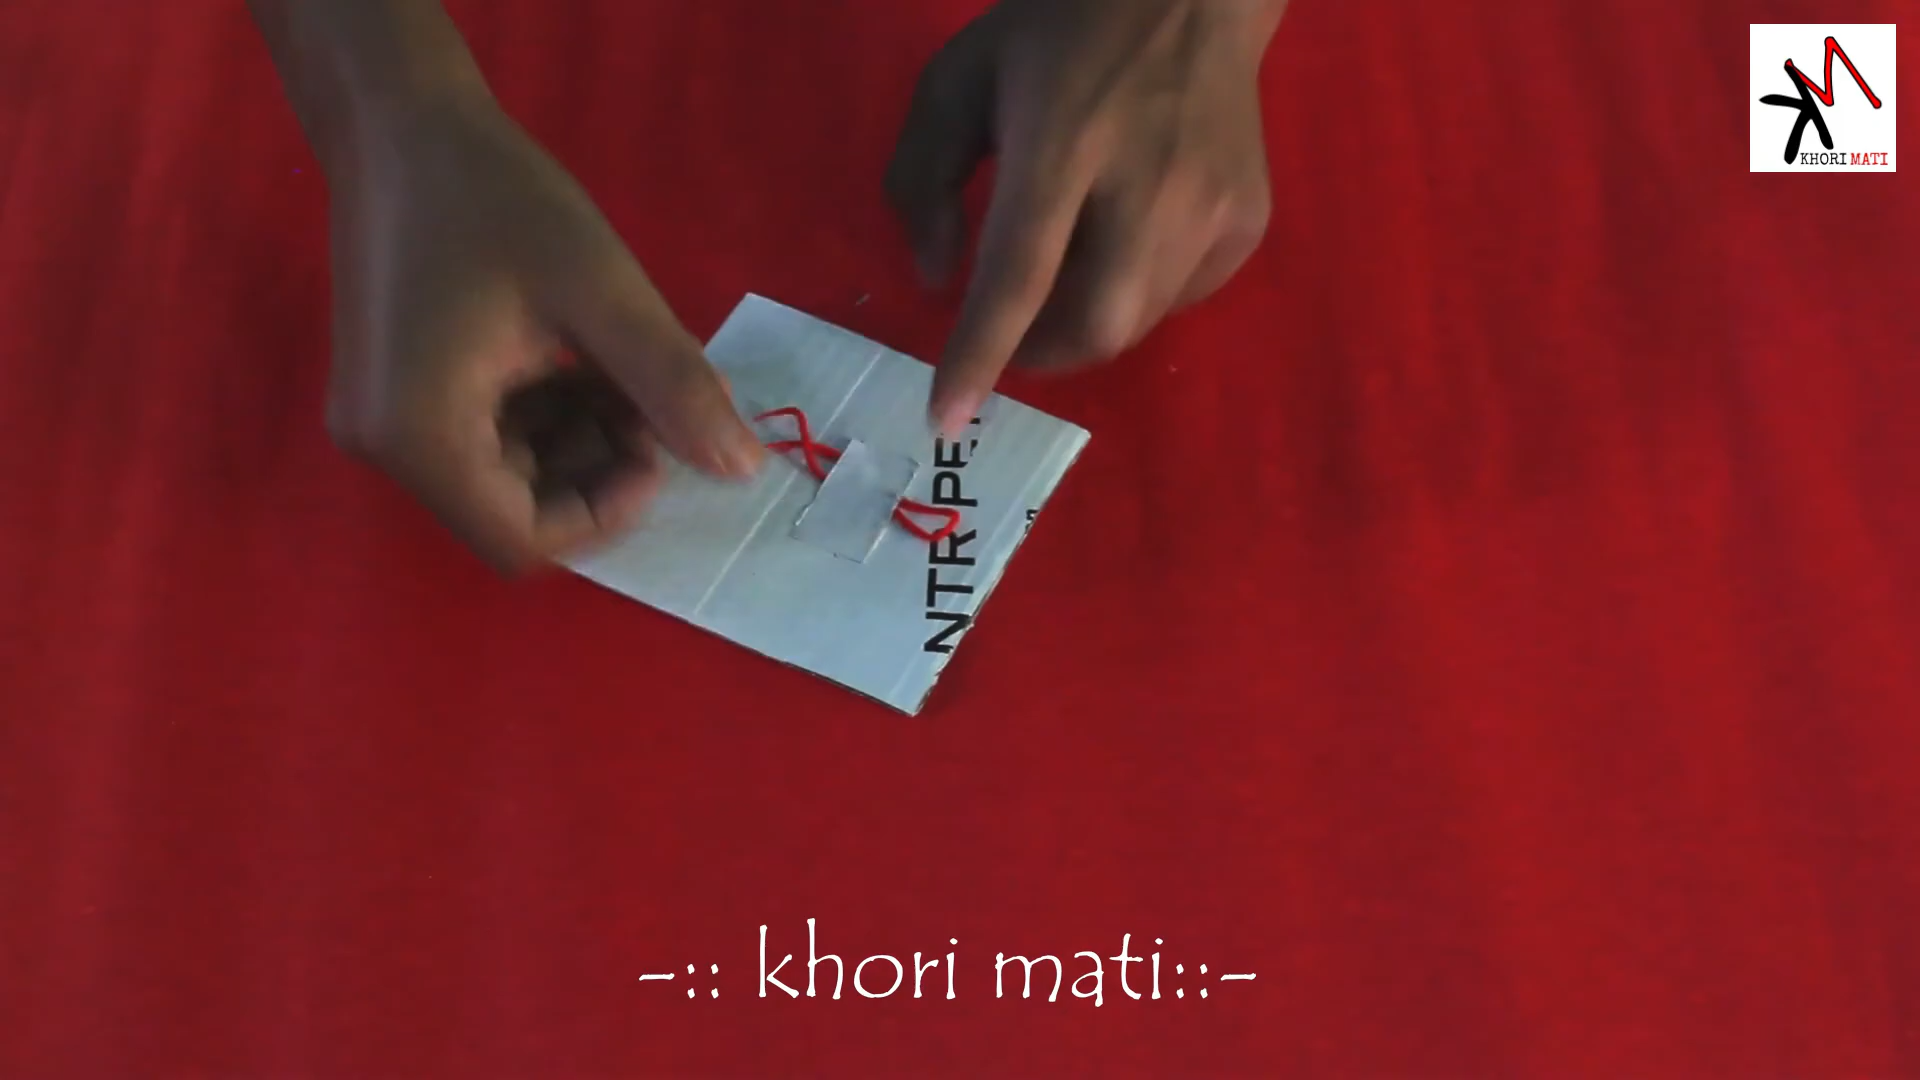 KHORI MATI
NTR PE
-:: khori mati::-